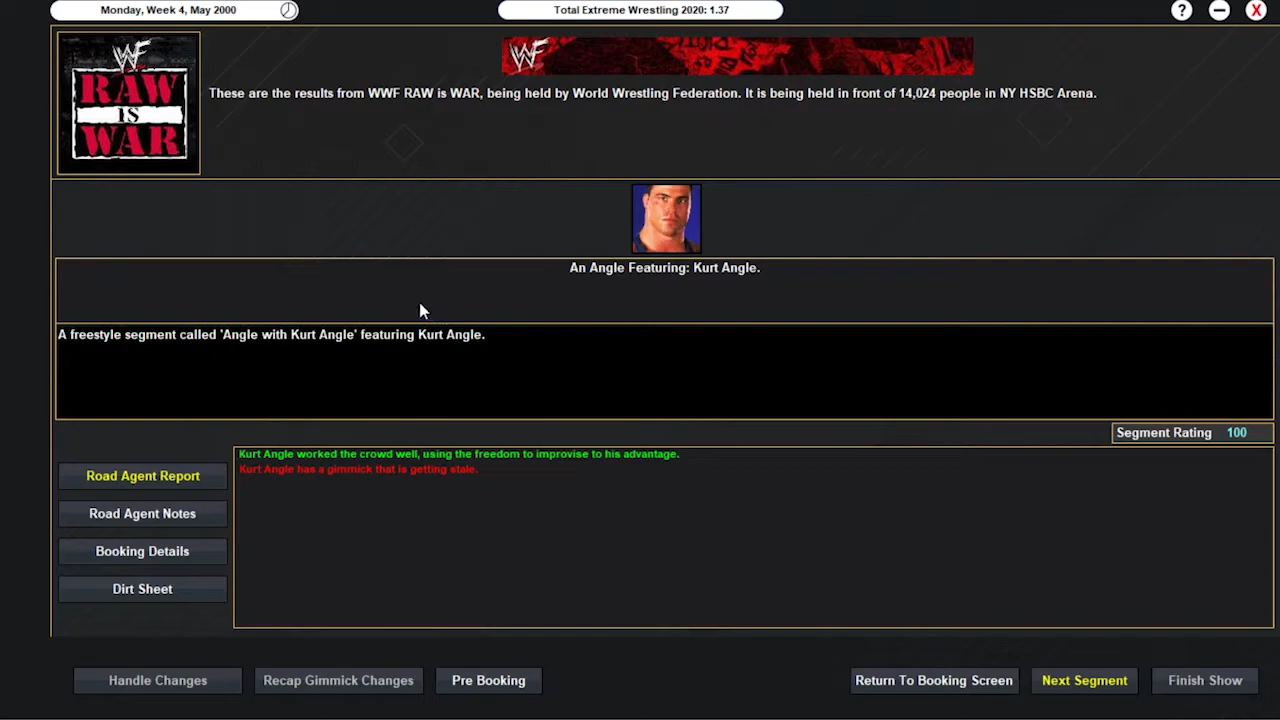 Monday, Week 4, May 2000
Total Extreme Wrestling 2020: 1.37
?
X
WF
RAW
IS
WAR
WF
These are the results from WWF RAW is WAR, being held by World Wrestling Federation. It is being held in front of 14,024 people in NY HSBC Arena.
An Angle Featuring: Kurt Angle.
A freestyle segment called 'Angle with Kurt Angle' featuring Kurt Angle.
Segment Rating 100
Kurt Angle worked the crowd well, using the freedom to improvise to his advantage.
Kurt Angle has a gimmick that is getting stale.
Road Agent Report
Road Agent Notes
Booking Details
Dirt Sheet
Handle Changes
Recap Gimmick Changes
Pre Booking
Return To Booking Screen
Next Segment
Finish Show